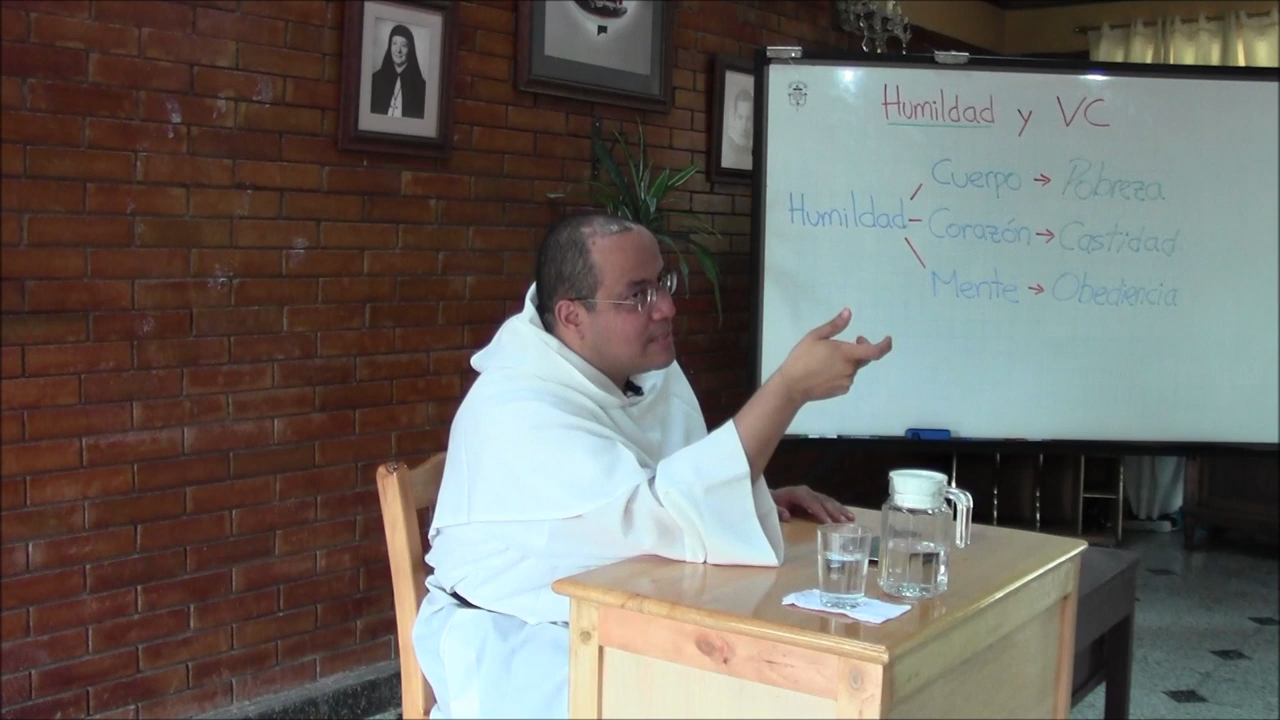 Humildad y VC
Cuerpo → Pobreza
Humildad Corazón → Castidad
Mente → Obediencia